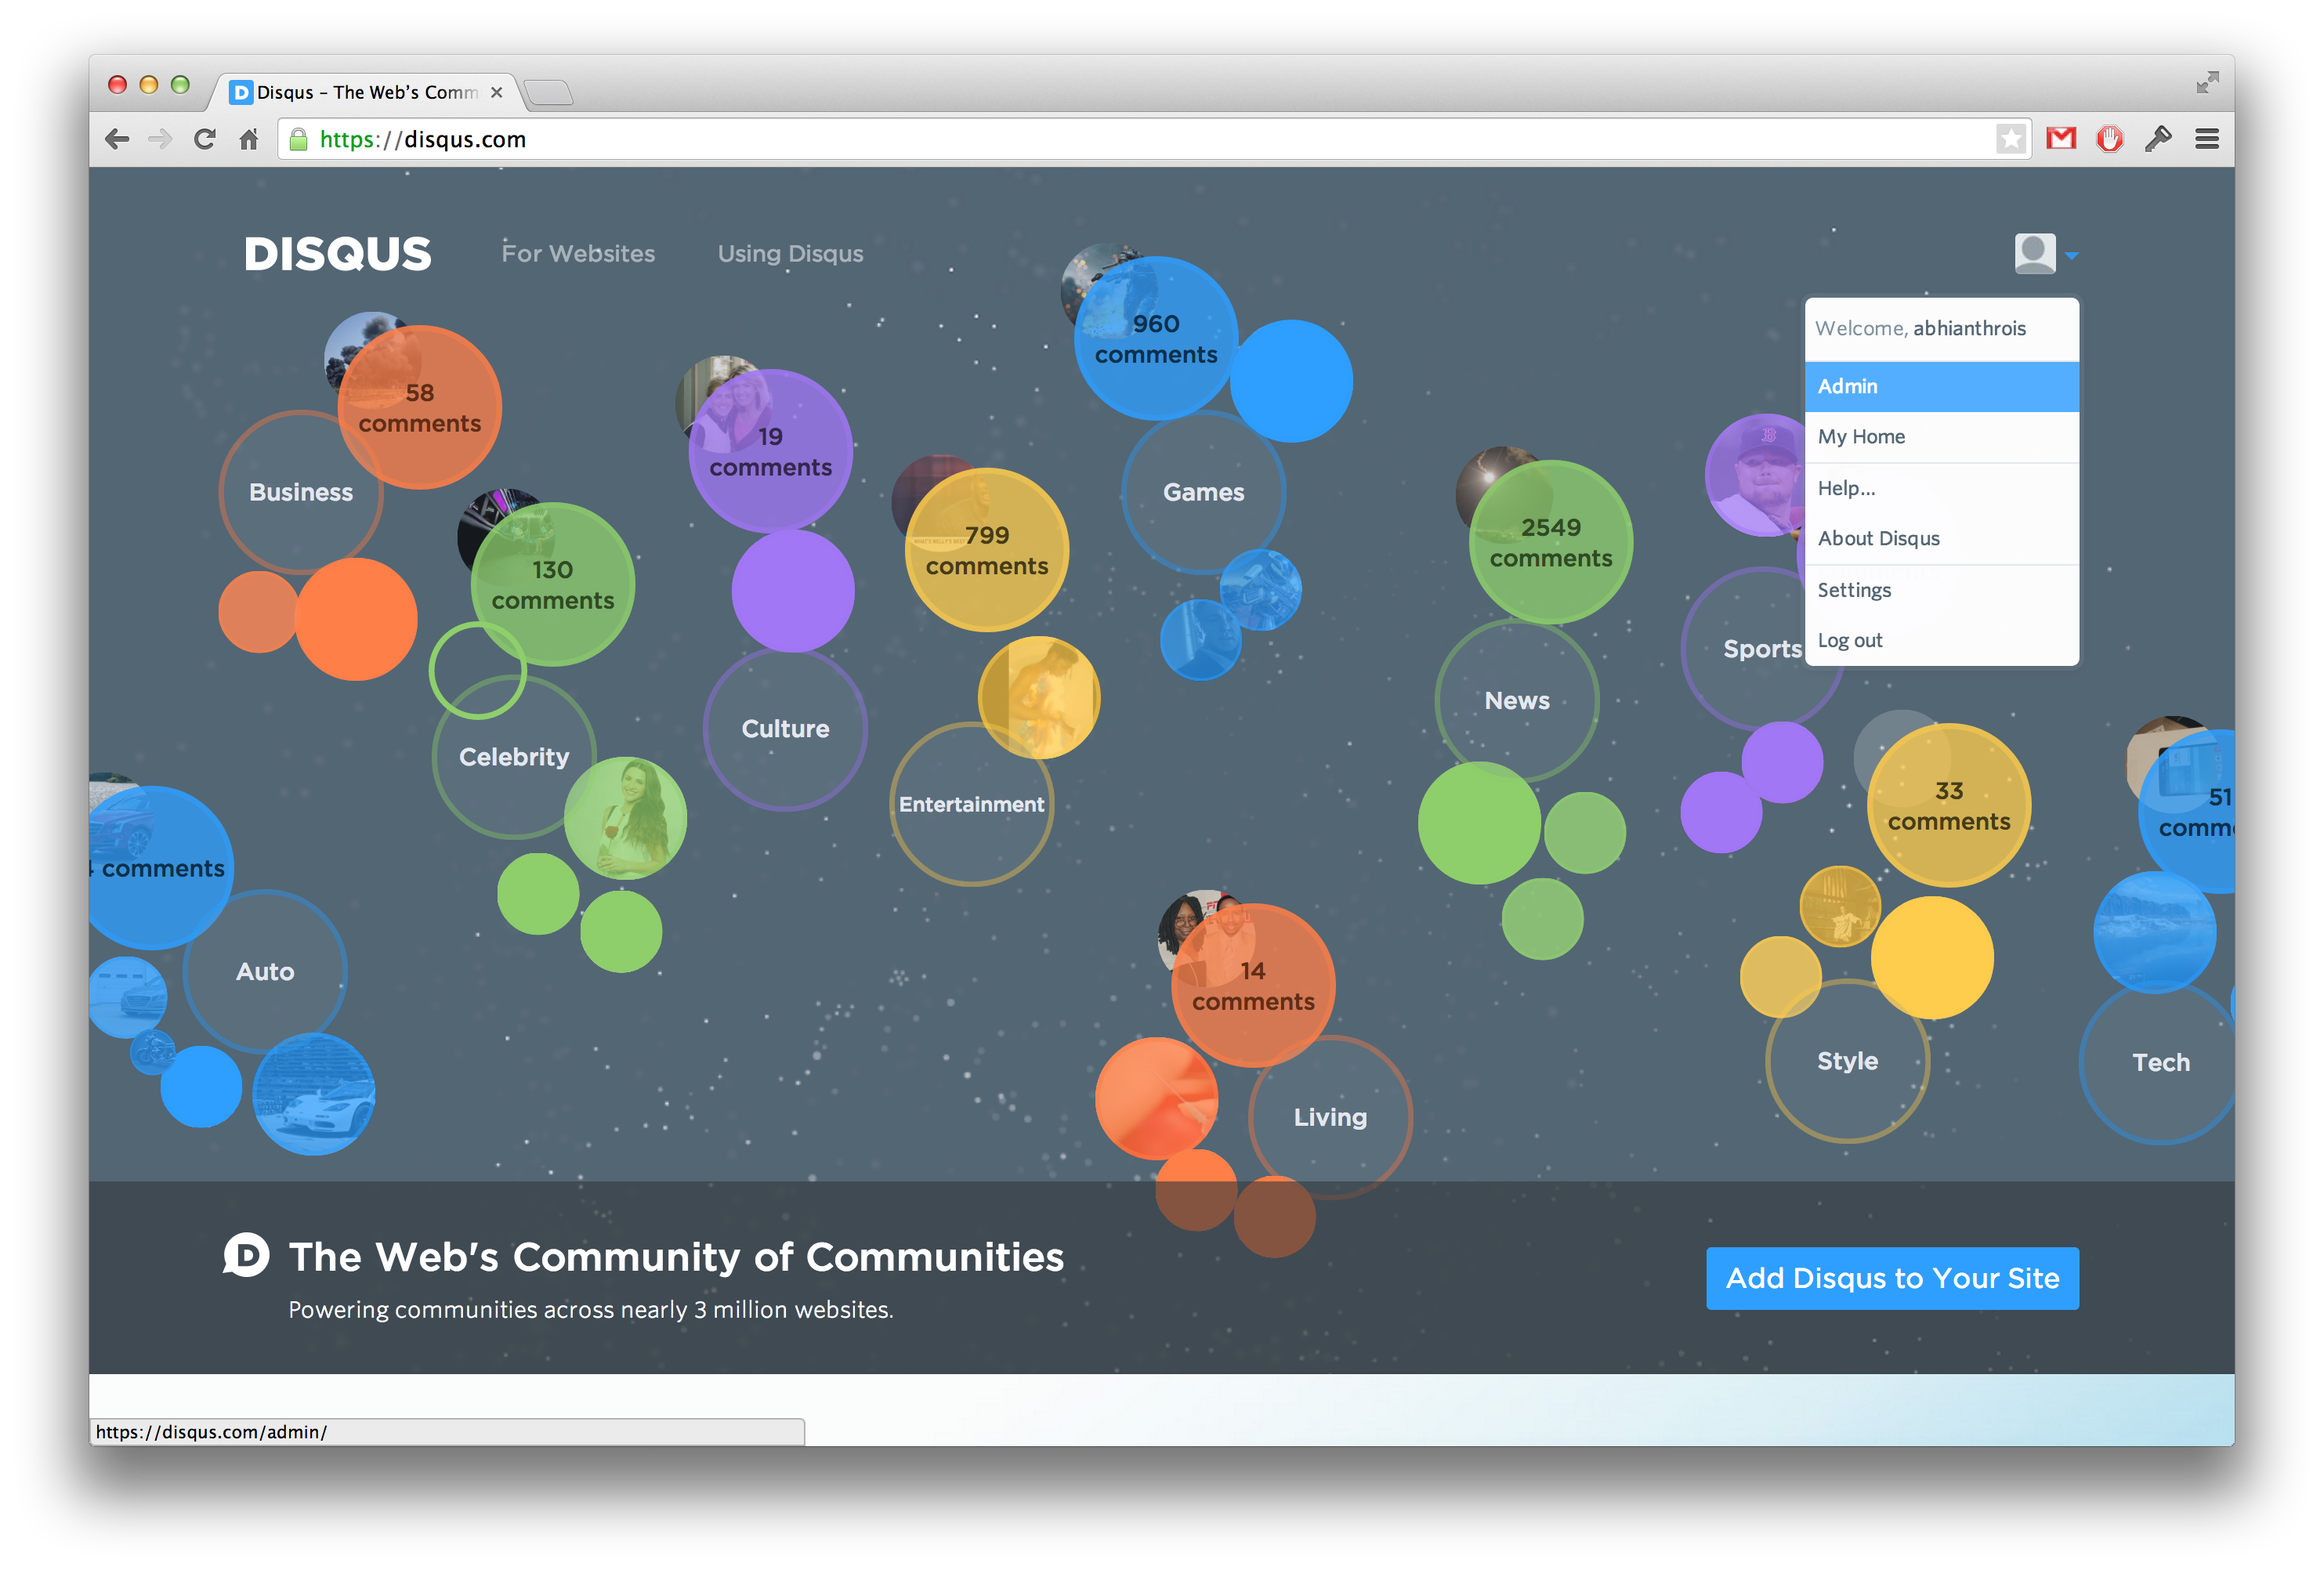 Disqus – The Web's Comm
https://disqus.com
DISQUS
For Websites
Using Disqus
Welcome, abhianthrois
Admin
My Home
Help...
About Disqus
Settings
Log out
960
comments
58
comments
19
comments
Business
Games
799
comments
2549
comments
130
comments
Sports
News
Culture
Celebrity
Entertainment
33
comments
51
comments
Auto
14
comments
Style
Tech
Living
D The Web's Community of Communities
Powering communities across nearly 3 million websites.
Add Disqus to Your Site
https://disqus.com/admin/